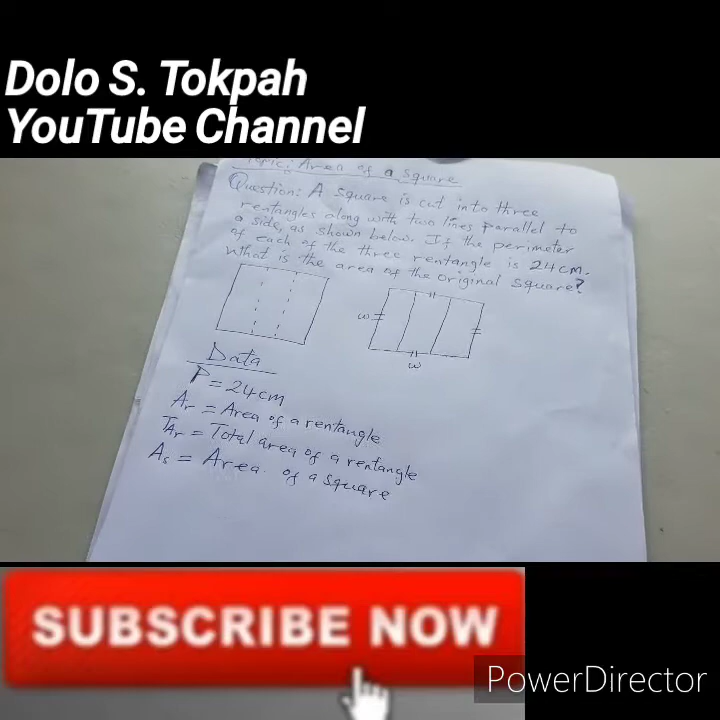 Dolo S. Tokpah
YouTube Channel
Topic: Area of a square
Question: A square is cut into three
rentangles along with two lines parallel to
a side, as shown below. If the perimeter
of each of the three rentangle is 24cm.
What is the area of the original square?
w
w
Data
P = 24cm
Ar = Area of a rentangle
TAr = Total area of a rentangle
As = Area of a square
SUBSCRIBE NOW
PowerDirector